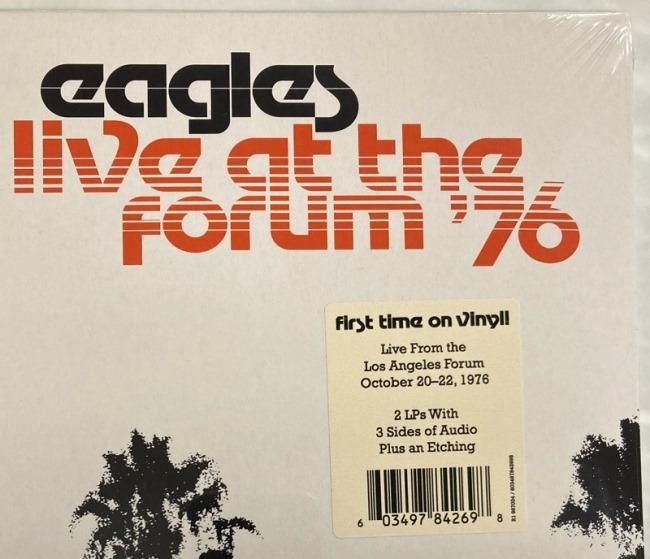 eagles
live at the
forum '76
first time on vinyl!
Live From the
Los Angeles Forum
October 20–22, 1976
2 LPs With
3 Sides of Audio
Plus an Etching
6 03497 84269 8